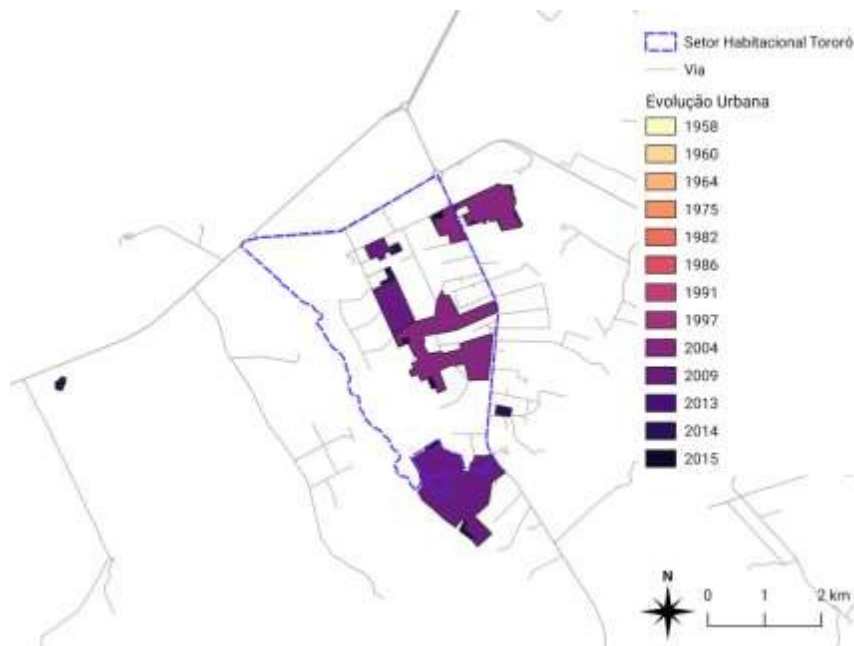 Setor Habitacional Tororó
Via
Evolução Urbana
1958
1960
1964
1975
1982
1986
1991
1997
2004
2009
2013
2014
2015
N
0 1 2 km